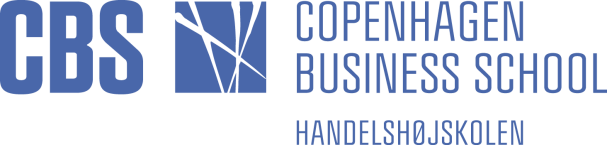 CBS
COPENHAGEN
BUSINESS SCHOOL
HANDELSHØJSKOLEN